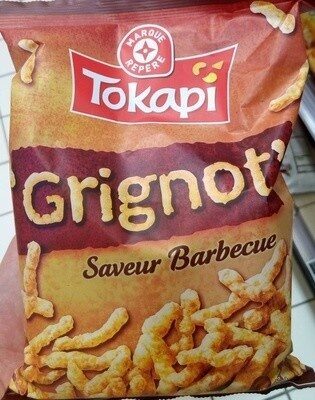 MARQUE
REPÈRE
Tokapi
'Grignot'
Saveur Barbecue